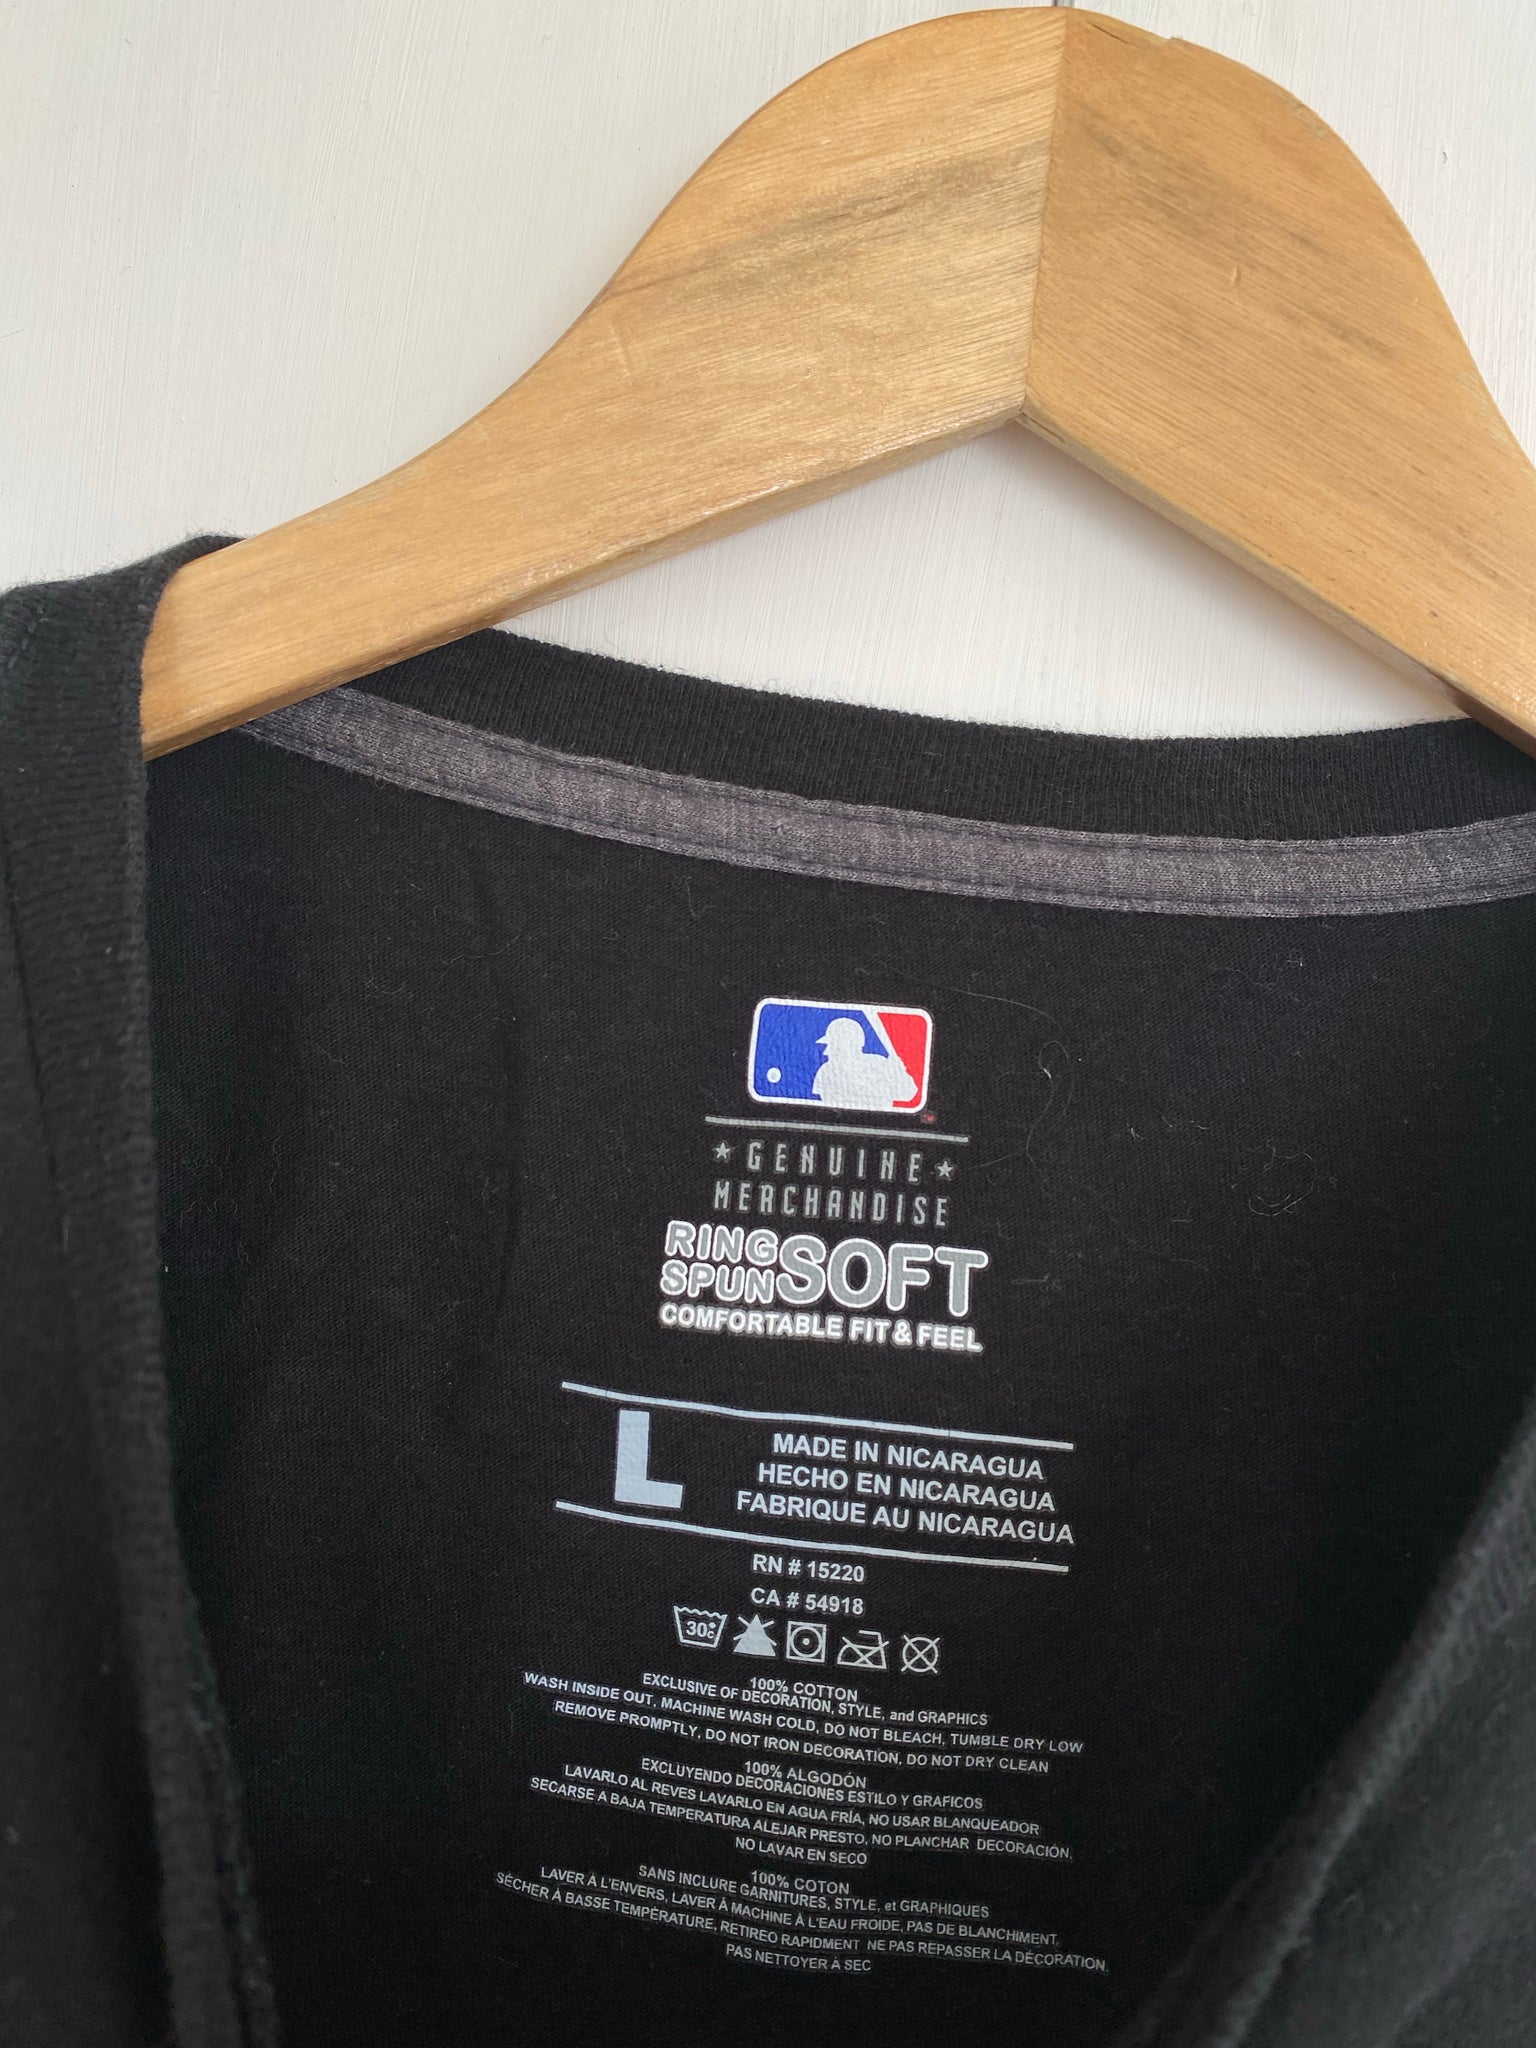 ★ GENUINE ★
MERCHANDISE
RING SPUN SOFT
COMFORTABLE FIT & FEEL
L
MADE IN NICARAGUA
HECHO EN NICARAGUA
FABRIQUE AU NICARAGUA
RN # 15220
CA # 54918
30c
100% COTTON
EXCLUSIVE OF DECORATION, STYLE, and GRAPHICS
WASH INSIDE OUT, MACHINE WASH COLD, DO NOT BLEACH, TUMBLE DRY LOW
REMOVE PROMPTLY, DO NOT IRON DECORATION, DO NOT DRY CLEAN
100% ALGODÓN
EXCLUYENDO DECORACIONES ESTILO Y GRAFICOS
LAVARLO AL REVES LAVARLO EN AGUA FRÍA, NO USAR BLANQUEADOR
SECARSE A BAJA TEMPERATURA ALEJAR PRESTO, NO PLANCHAR DECORACIÓN,
NO LAVAR EN SECO
100% COTON
SANS INCLURE GARNITURES, STYLE, et GRAPHIQUES
LAVER À L'ENVERS, LAVER À MACHINE À L'EAU FROIDE, PAS DE BLANCHIMENT,
SÉCHER À BASSE TEMPÉRATURE, RETIREO RAPIDMENT NE PAS REPASSER LA DÉCORATION,
PAS NETTOYER À SEC